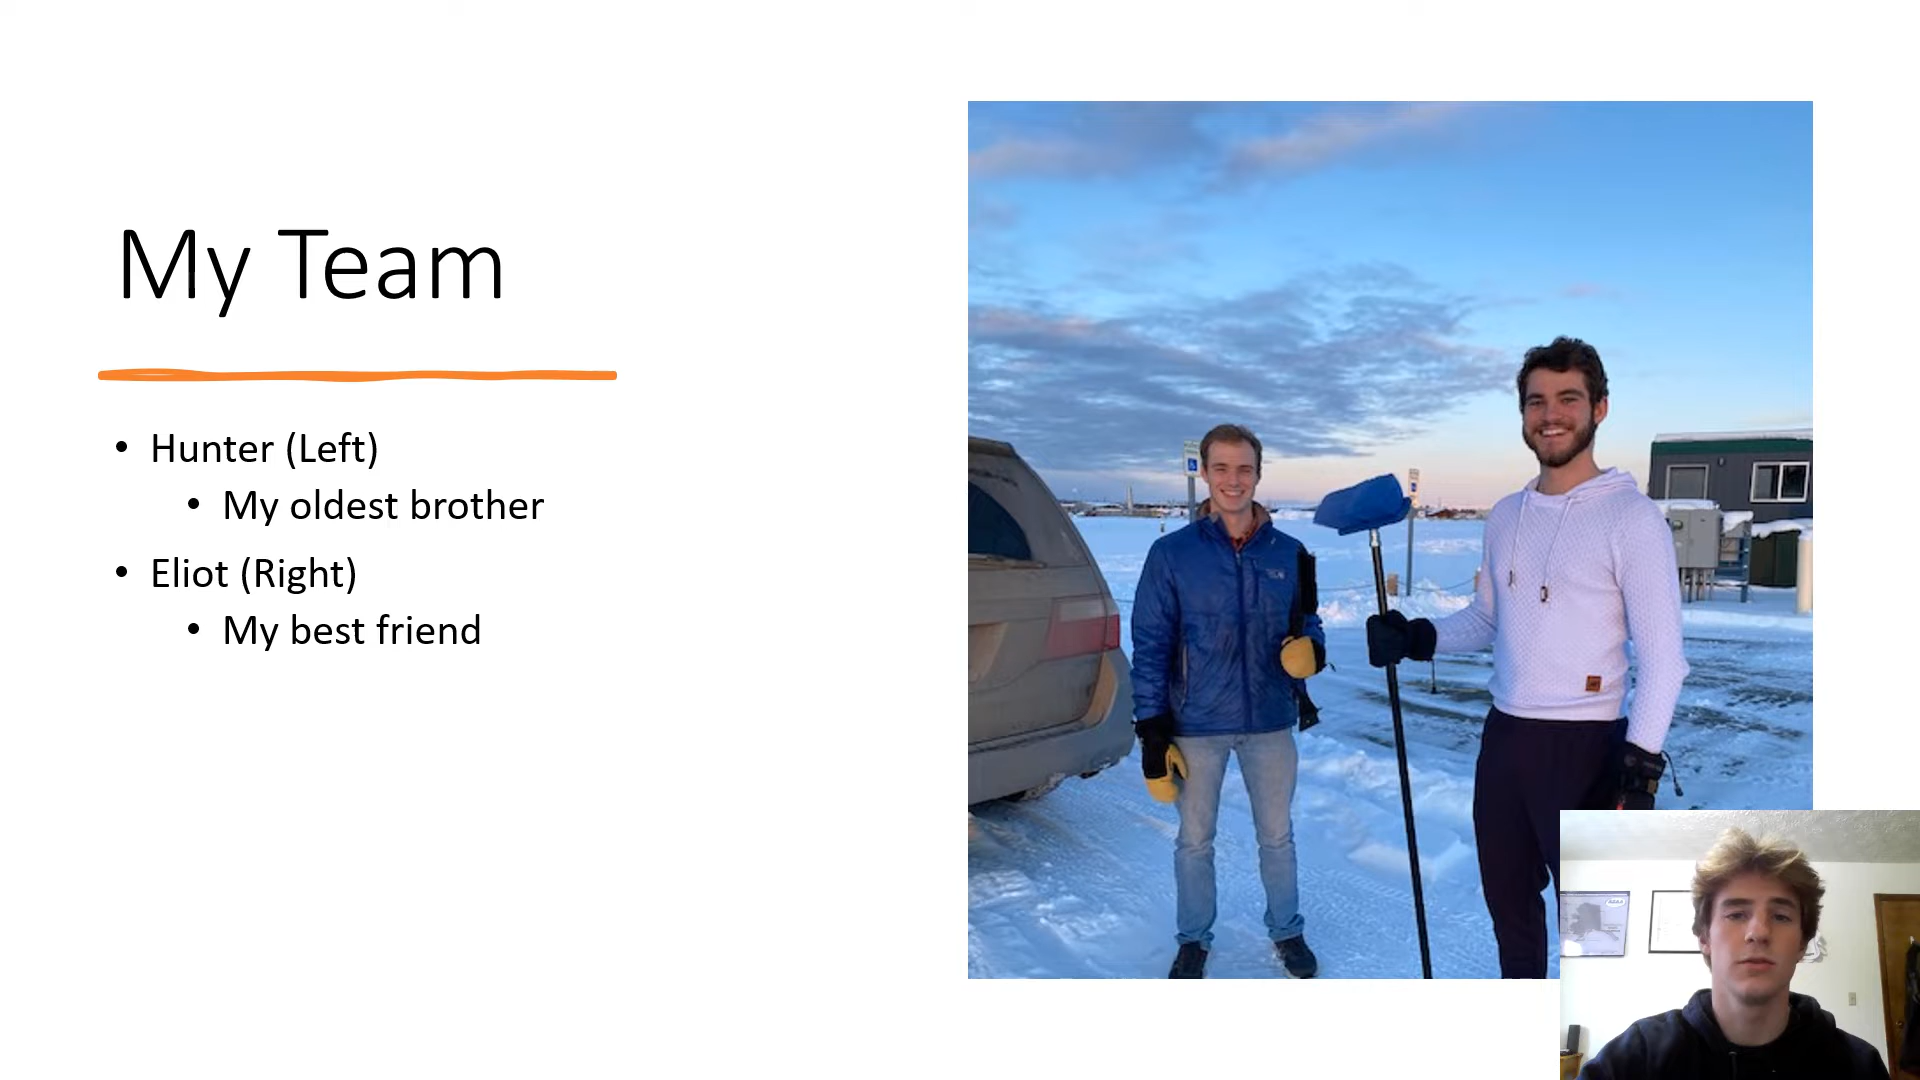 My Team
• Hunter (Left)
• My oldest brother
• Eliot (Right)
• My best friend